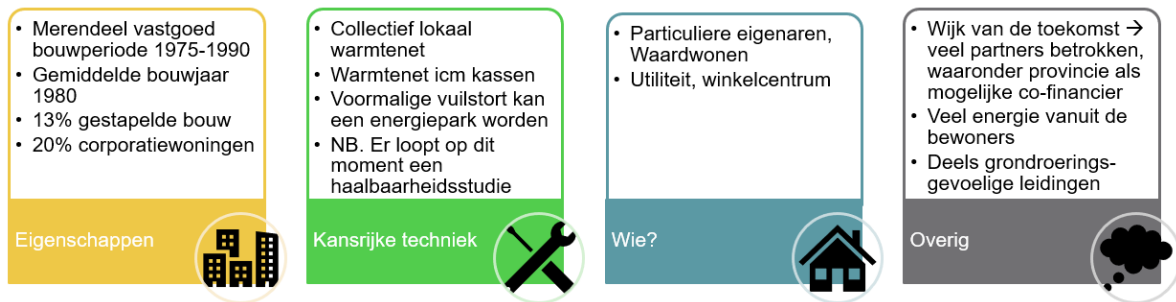 • Merendeel vastgoed
bouwperiode 1975-1990
• Gemiddelde bouwjaar
1980
• 13% gestapelde bouw
• 20% corporatiewoningen
Eigenschappen
• Collectief lokaal
warmtenet
• Warmtenet icm kassen
• Voormalige vuilstort kan
een energiepark worden
• NB. Er loopt op dit
moment een
haalbaarheidsstudie
Kansrijke techniek
• Particuliere eigenaren,
Waardwonen
• Utiliteit, winkelcentrum
Wie?
• Wijk van de toekomst →
veel partners betrokken,
waaronder provincie als
mogelijke co-financier
• Veel energie vanuit de
bewoners
• Deels grondroerings-
gevoelige leidingen
Overig